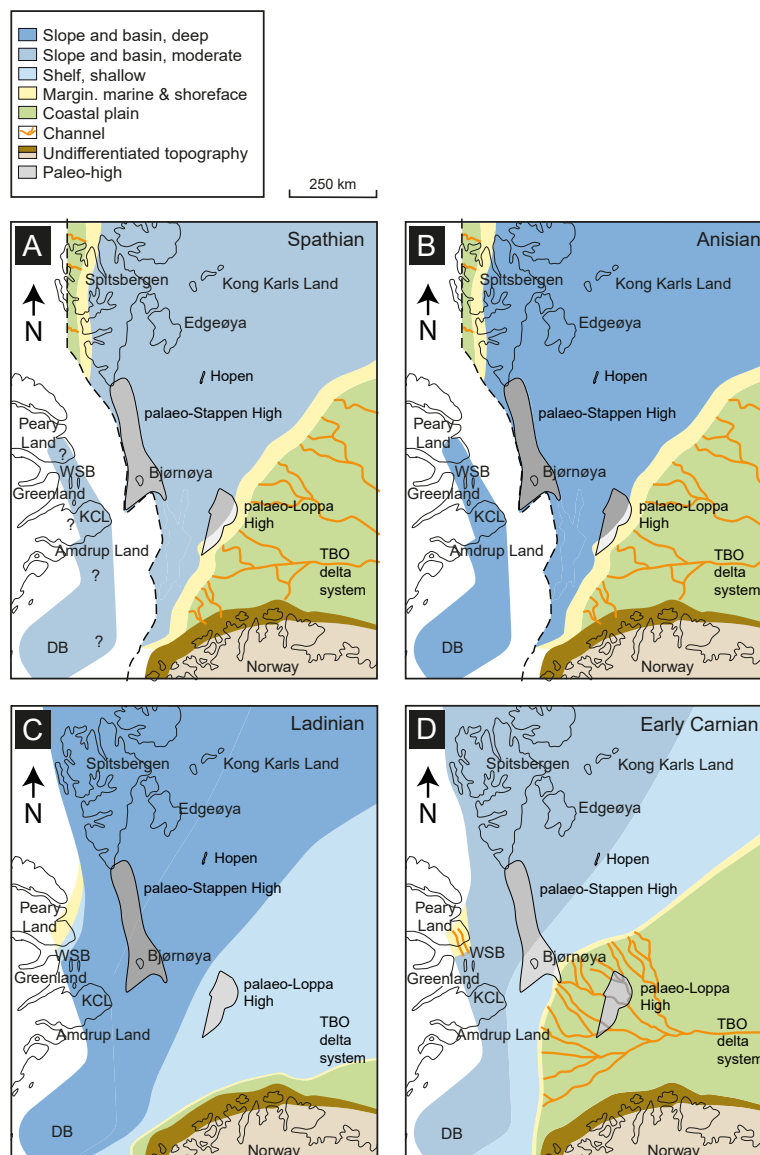 Slope and basin, deep
Slope and basin, moderate
Shelf, shallow
Margin. marine & shoreface
Coastal plain
Channel
Undifferentiated topography
Paleo-high
250 km
A
Spathian
Spitsbergen
Kong Karls Land
N
Edgeøya
Hopen
Peary
Land
palaeo-Stappen High
?
WSB
Bjørnøya
Greenland
KCL
?
palaeo-Loppa
High
Amdrup Land
TBO
delta
system
?
DB
?
Norway
B
Anisian
Spitsbergen
Kong Karls Land
N
Edgeøya
Hopen
Peary
Land
palaeo-Stappen High
WSB
Bjørnøya
Greenland
KCL
palaeo-Loppa
High
Amdrup Land
TBO
delta
system
DB
Norway
C
Ladinian
Spitsbergen
Kong Karls Land
N
Edgeøya
Hopen
palaeo-Stappen High
Peary
Land
WSB
Bjørnøya
Greenland
KCL
palaeo-Loppa
High
Amdrup Land
TBO
delta
system
DB
Norway
D
Early Carnian
Spitsbergen
Kong Karls Land
N
Edgeøya
Hopen
palaeo-Stappen High
Peary
Land
WSB
Bjørnøya
Greenland
KCL
palaeo-Loppa
High
Amdrup Land
TBO
delta
system
DB
Norway